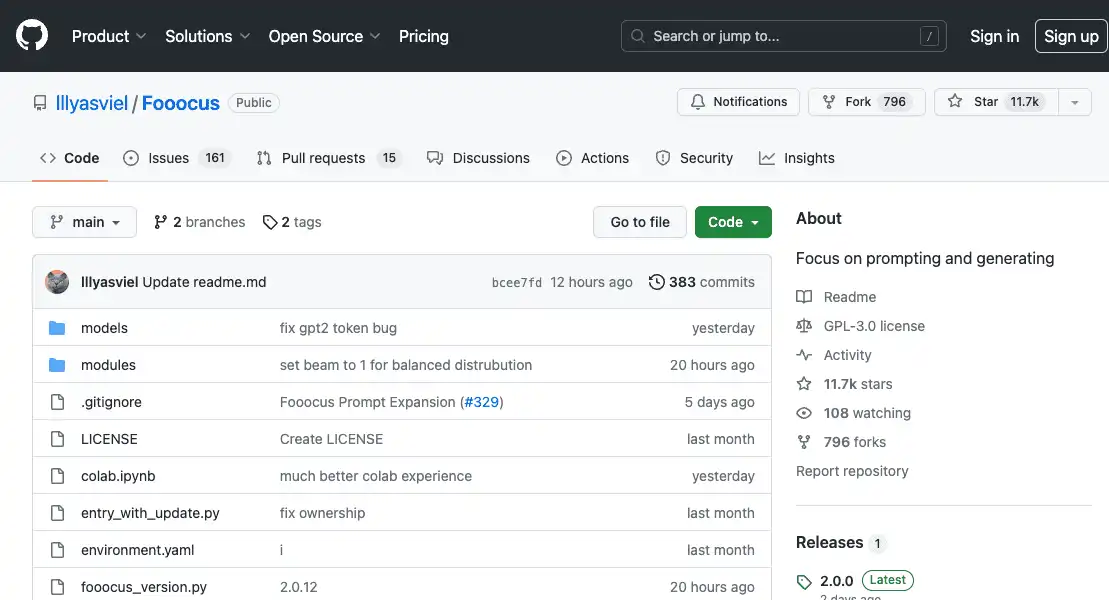 Product Solutions Open Source Pricing Search or jump to... / Sign in Sign up
lllyasviel / Fooocus Public Notifications Fork 796 Star 11.7k
Code Issues 161 Pull requests 15 Discussions Actions Security Insights
main 2 branches 2 tags Go to file Code
lllyasviel Update readme.md bcee7fd 12 hours ago 383 commits
models fix gpt2 token bug yesterday
modules set beam to 1 for balanced distrubution 20 hours ago
.gitignore Fooocus Prompt Expansion (#329) 5 days ago
LICENSE Create LICENSE last month
colab.ipynb much better colab experience yesterday
entry_with_update.py fix ownership last month
environment.yaml i last month
fooocus_version.py 2.0.12 20 hours ago
About
Focus on prompting and generating
Readme
GPL-3.0 license
Activity
11.7k stars
108 watching
796 forks
Report repository
Releases 1
2.0.0 Latest
2 days ago